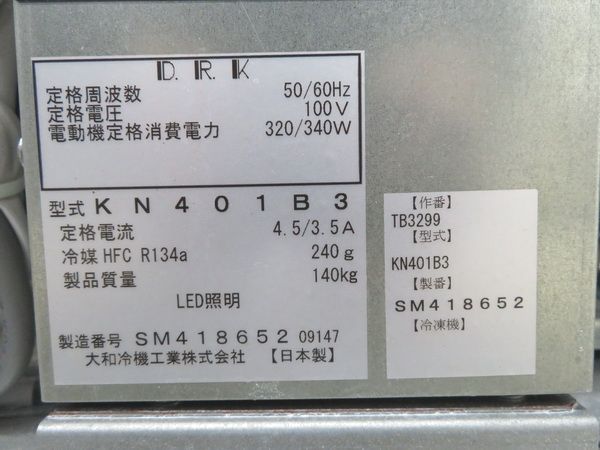 D.R.K
定格周波数 50/60Hz
定格電圧 100V
電動機定格消費電力 320/340W
型式 KN401B3
定格電流 4.5/3.5A
冷媒 HFC R134a 240g
製品質量 140kg
LED照明
製造番号 SM418652 09147
大和冷機工業株式会社 【日本製】
【作番】
TB3299
【型式】
KN401B3
【製番】
SM418652
【冷凍機】